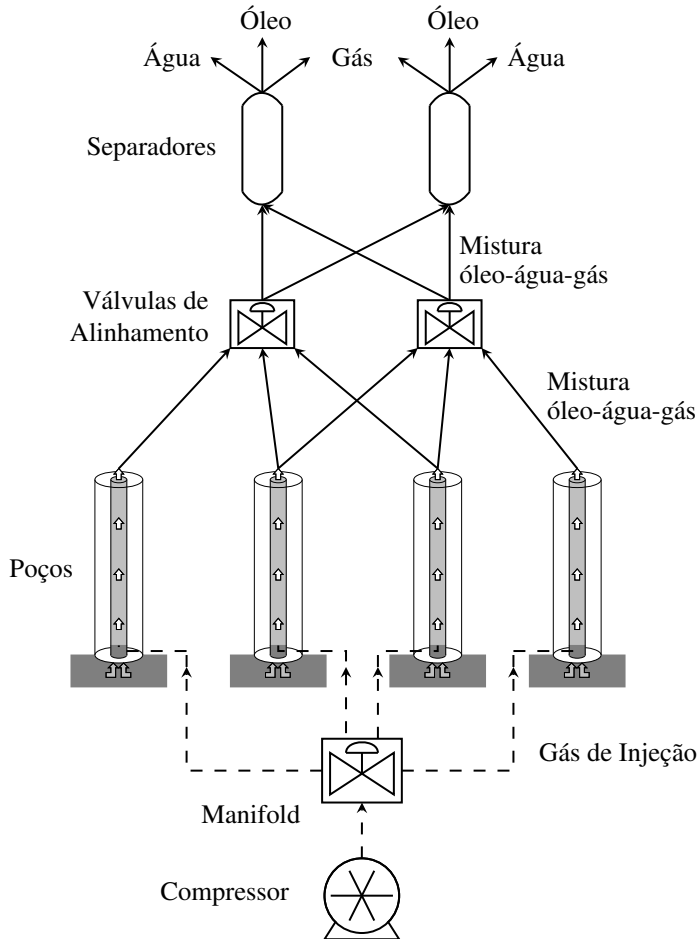 Óleo
Óleo
Água
Gás
Água
Separadores
Mistura
óleo-água-gás
Válvulas de
Alinhamento
Mistura
óleo-água-gás
Poços
Gás de Injeção
Manifold
Compressor